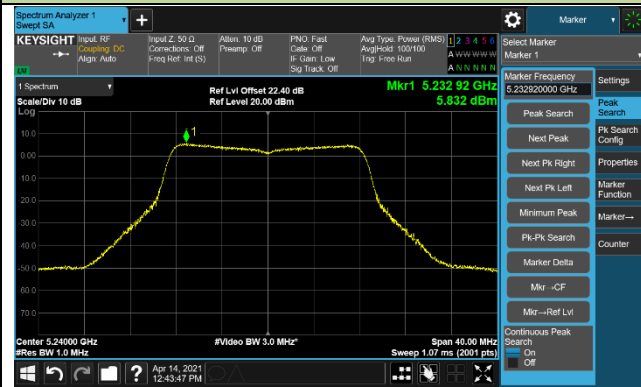 Spectrum Analyzer 1
Swept SA
+
Marker
KEYSIGHT
Input: RF
Coupling: DC
Align: Auto
Input Z: 50 Ω
Corrections: Off
Freq Ref: Int (S)
Atten: 10 dB
Preamp: Off
PNO: Fast
Gate: Off
IF Gain: Low
Sig Track: Off
Avg Type: Power (RMS)
Avg|Hold: 100/100
Trig: Free Run
1 2 3 4 5 6
A W W W W W
A N N N N N
LM
Select Marker
Marker 1
1 Spectrum
Scale/Div 10 dB
Ref Lvl Offset 22.40 dB
Ref Level 20.00 dBm
Mkr1 5.232 92 GHz
5.832 dBm
Log
10.0
0.00
-10.0
-20.0
-30.0
-40.0
-50.0
-60.0
-70.0
1
Center 5.24000 GHz
#Res BW 1.0 MHz
#Video BW 3.0 MHz*
Span 40.00 MHz
Sweep 1.07 ms (2001 pts)
Marker Frequency
5.232920000 GHz
Peak Search
Next Peak
Next Pk Right
Next Pk Left
Minimum Peak
Pk-Pk Search
Marker Delta
Mkr→CF
Mkr→Ref Lvl
Continuous Peak
Search
On
Off
Settings
Peak
Search
Pk Search
Config
Properties
Marker
Function
Marker→
Counter
?
Apr 14, 2021
12:43:47 PM